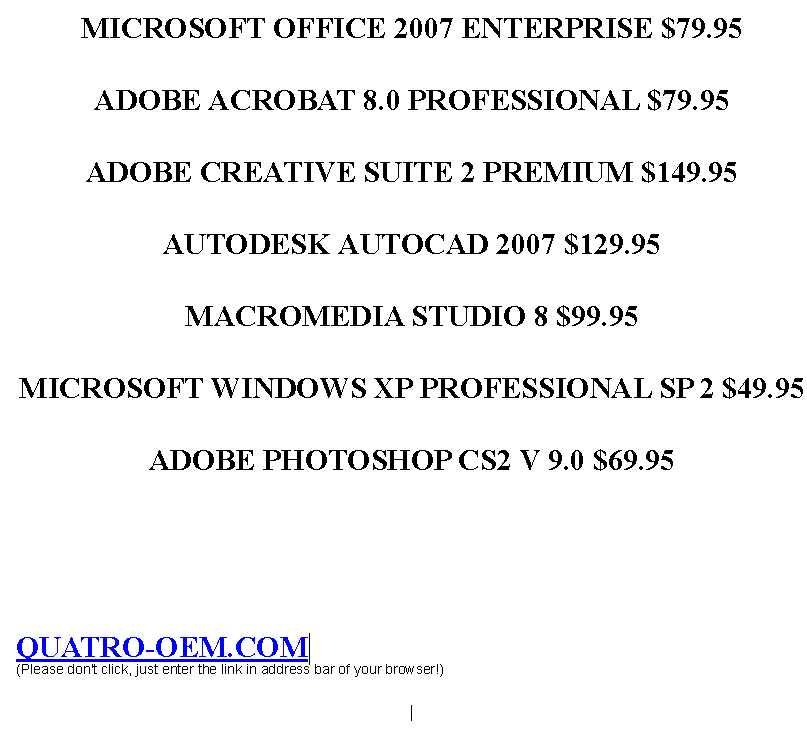 MICROSOFT OFFICE 2007 ENTERPRISE $79.95
ADOBE ACROBAT 8.0 PROFESSIONAL $79.95
ADOBE CREATIVE SUITE 2 PREMIUM $149.95
AUTODESK AUTOCAD 2007 $129.95
MACROMEDIA STUDIO 8 $99.95
MICROSOFT WINDOWS XP PROFESSIONAL SP 2 $49.95
ADOBE PHOTOSHOP CS2 V 9.0 $69.95
QUATRO-OEM.COM
(Please don't click, just enter the link in address bar of your browser!)